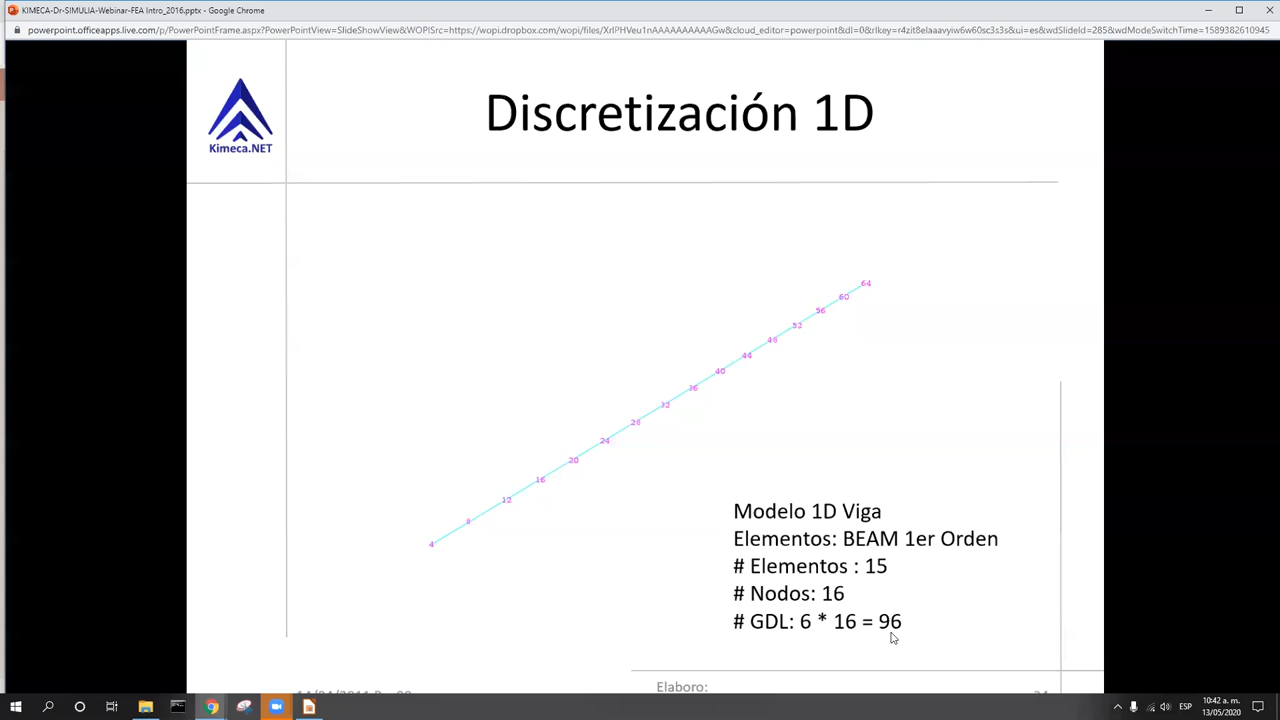 KIMECA-Dr-SIMULIA-Webinar-FEA Intro_2016.pptx - Google Chrome
Discretización 1D
Kimeca.NET
64
60
56
52
48
44
40
36
32
28
24
20
16
12
8
4
Modelo 1D Viga
Elementos: BEAM 1er Orden
# Elementos : 15
# Nodos: 16
# GDL: 6 * 16 = 96
Elaboro:
ESP
10:42 a. m.
13/05/2020